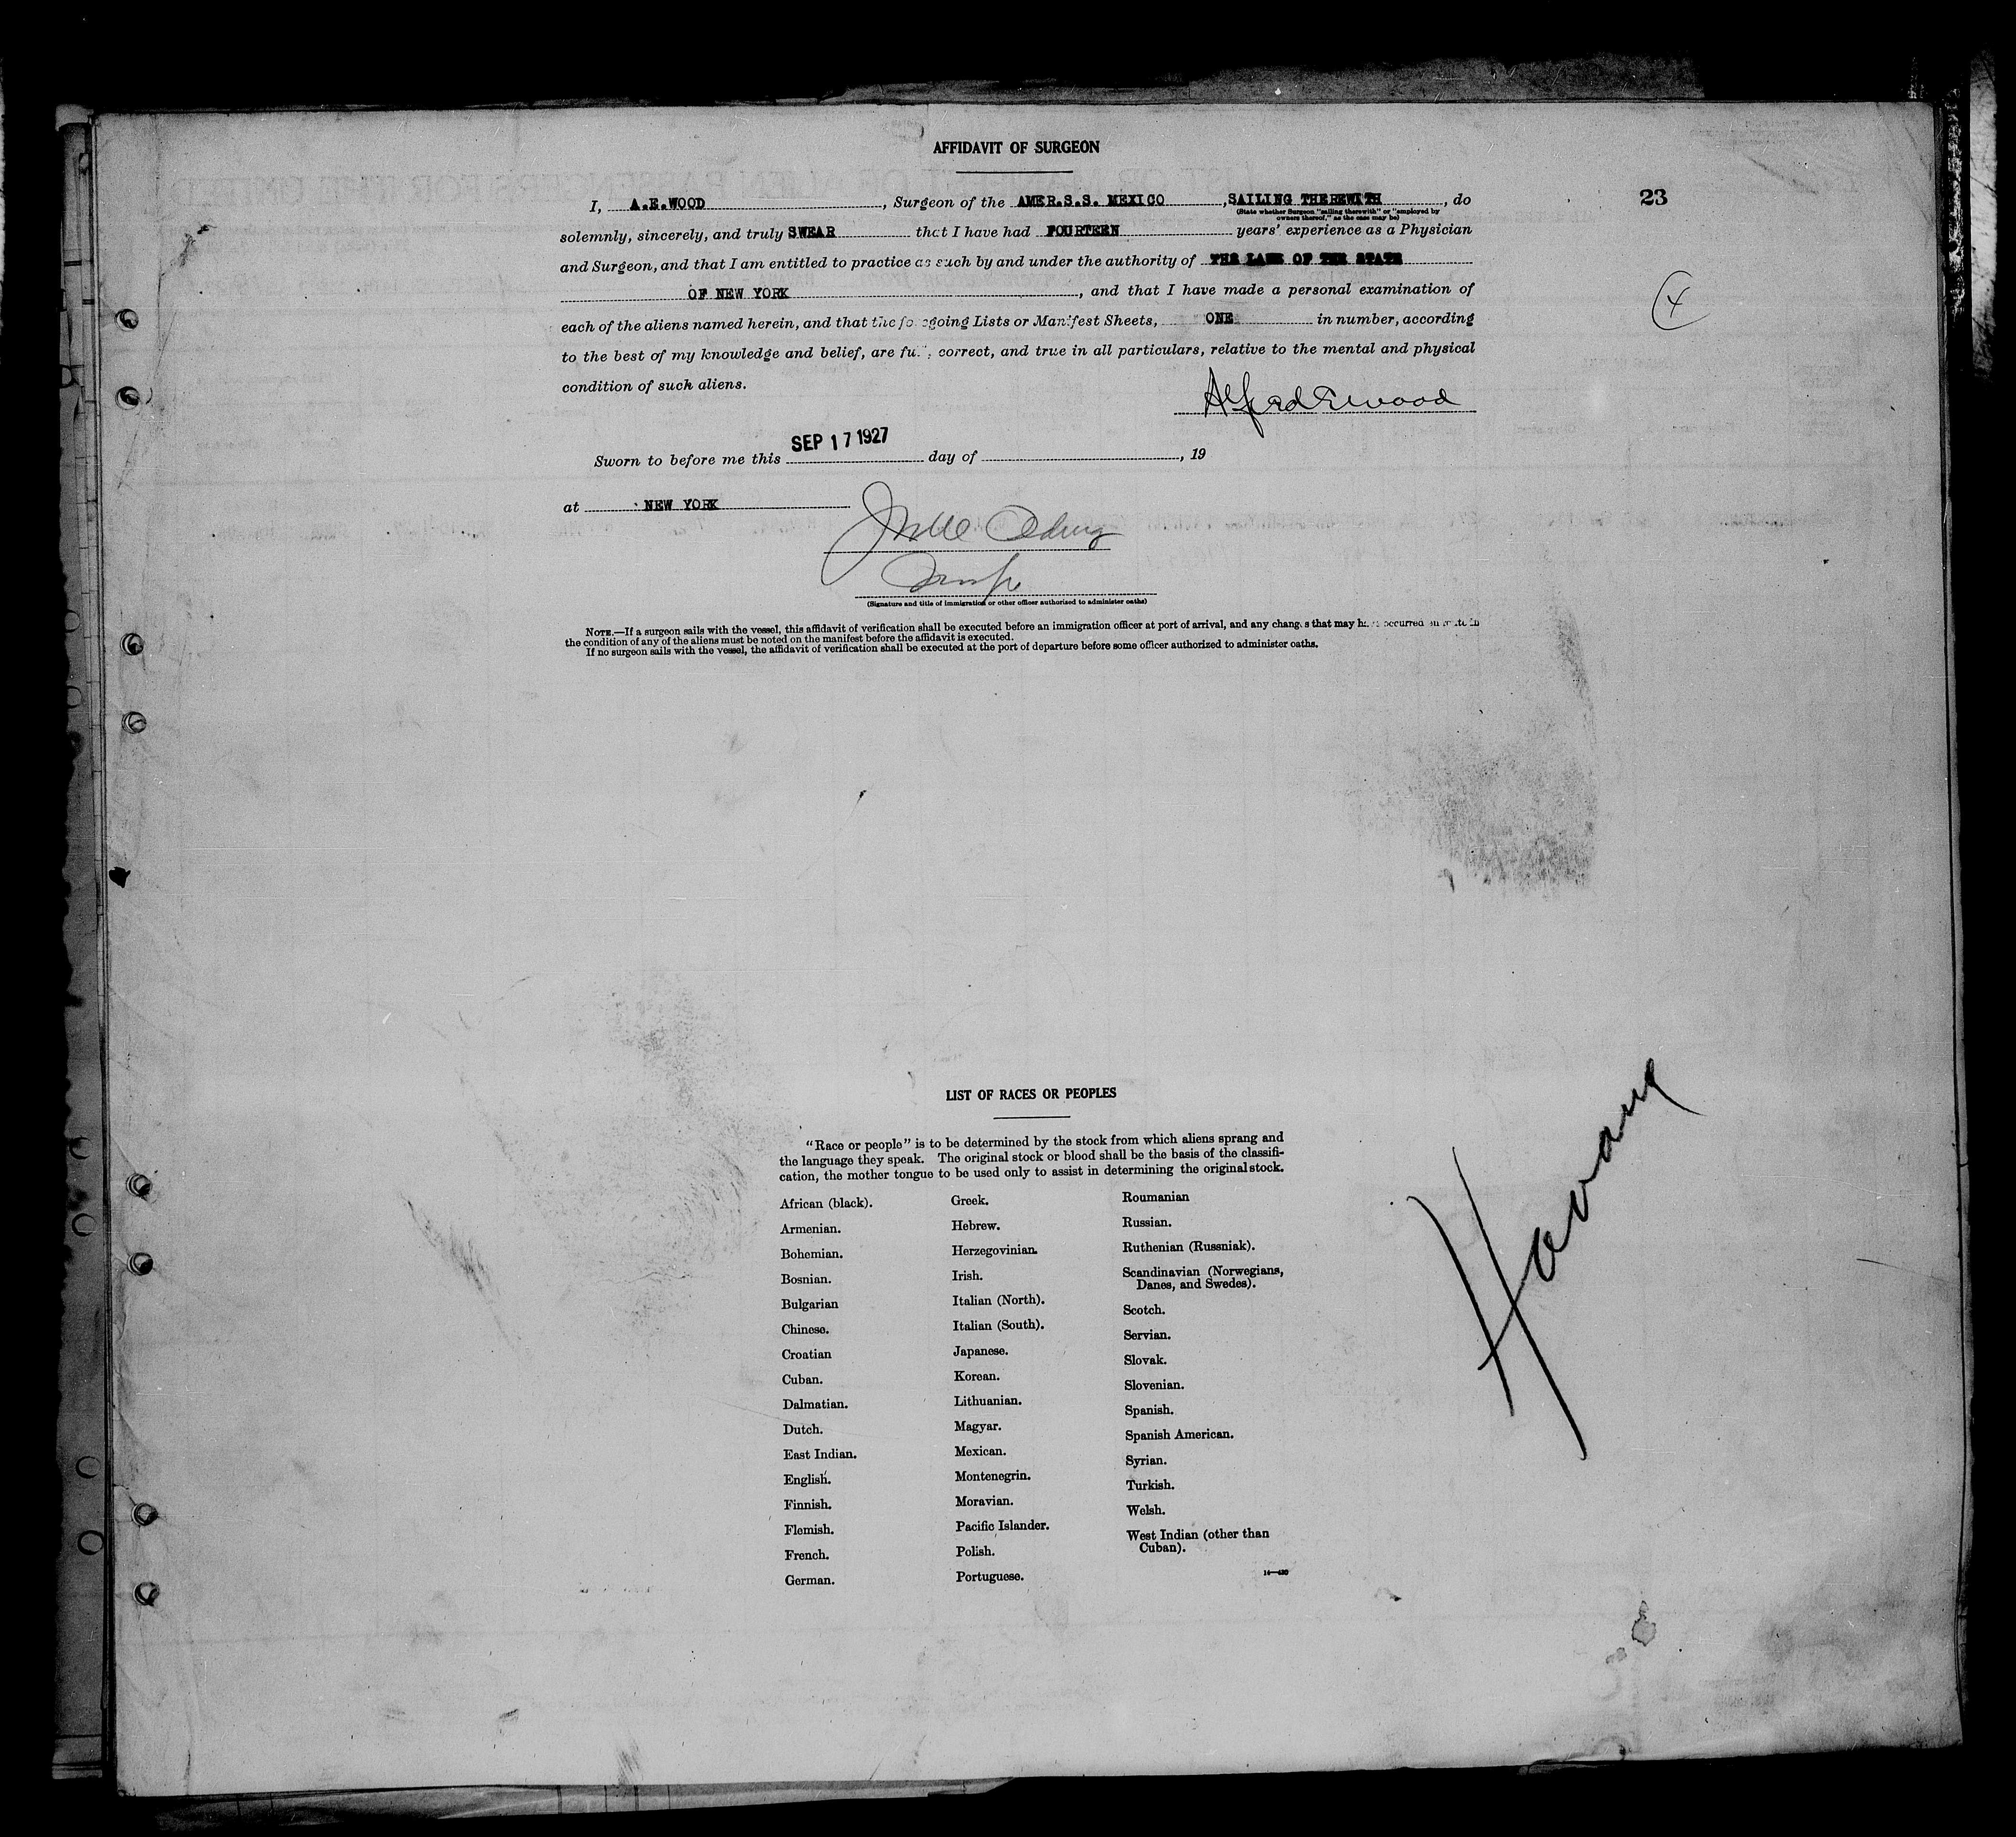 AFFIDAVIT OF SURGEON
23
I, A.E.WOOD, Surgeon of the AMER.S.S. MEXICO, SAILING THEREWITH, do
(State whether Surgeon "sailing therewith" or "employed by
owners thereof," as the case may be)
solemnly, sincerely, and truly SWEAR that I have had FOURTEEN years' experience as a Physician
and Surgeon, and that I am entitled to practice as such by and under the authority of THE LAWS OF THE STATE
OF NEW YORK, and that I have made a personal examination of
4
each of the aliens named herein, and that the foregoing Lists or Manifest Sheets, ONE in number, according
to the best of my knowledge and belief, are full, correct, and true in all particulars, relative to the mental and physical
condition of such aliens.
Alfred E Wood
SEP 17 1927
Sworn to before me this day of , 19
at NEW YORK
(Signature and title of immigration or other officer authorized to administer oaths)
NOTE.—If a surgeon sails with the vessel, this affidavit of verification shall be executed before an immigration officer at port of arrival, and any changes that may have occurred en route in
the condition of any of the aliens must be noted on the manifest before the affidavit is executed.
If no surgeon sails with the vessel, the affidavit of verification shall be executed at the port of departure before some officer authorized to administer oaths.
LIST OF RACES OR PEOPLES
"Race or people" is to be determined by the stock from which aliens sprang and
the language they speak. The original stock or blood shall be the basis of the classifi-
cation, the mother tongue to be used only to assist in determining the original stock.
African (black).
Armenian.
Bohemian.
Bosnian.
Bulgarian
Chinese.
Croatian
Cuban.
Dalmatian.
Dutch.
East Indian.
English.
Finnish.
Flemish.
French.
German.
Greek.
Hebrew.
Herzegovinian.
Irish.
Italian (North).
Italian (South).
Japanese.
Korean.
Lithuanian.
Magyar.
Mexican.
Montenegrin.
Moravian.
Pacific Islander.
Polish.
Portuguese.
Roumanian
Russian.
Ruthenian (Russniak).
Scandinavian (Norwegians,
Danes, and Swedes).
Scotch.
Servian.
Slovak.
Slovenian.
Spanish.
Spanish American.
Syrian.
Turkish.
Welsh.
West Indian (other than
Cuban).
14—430
Havana